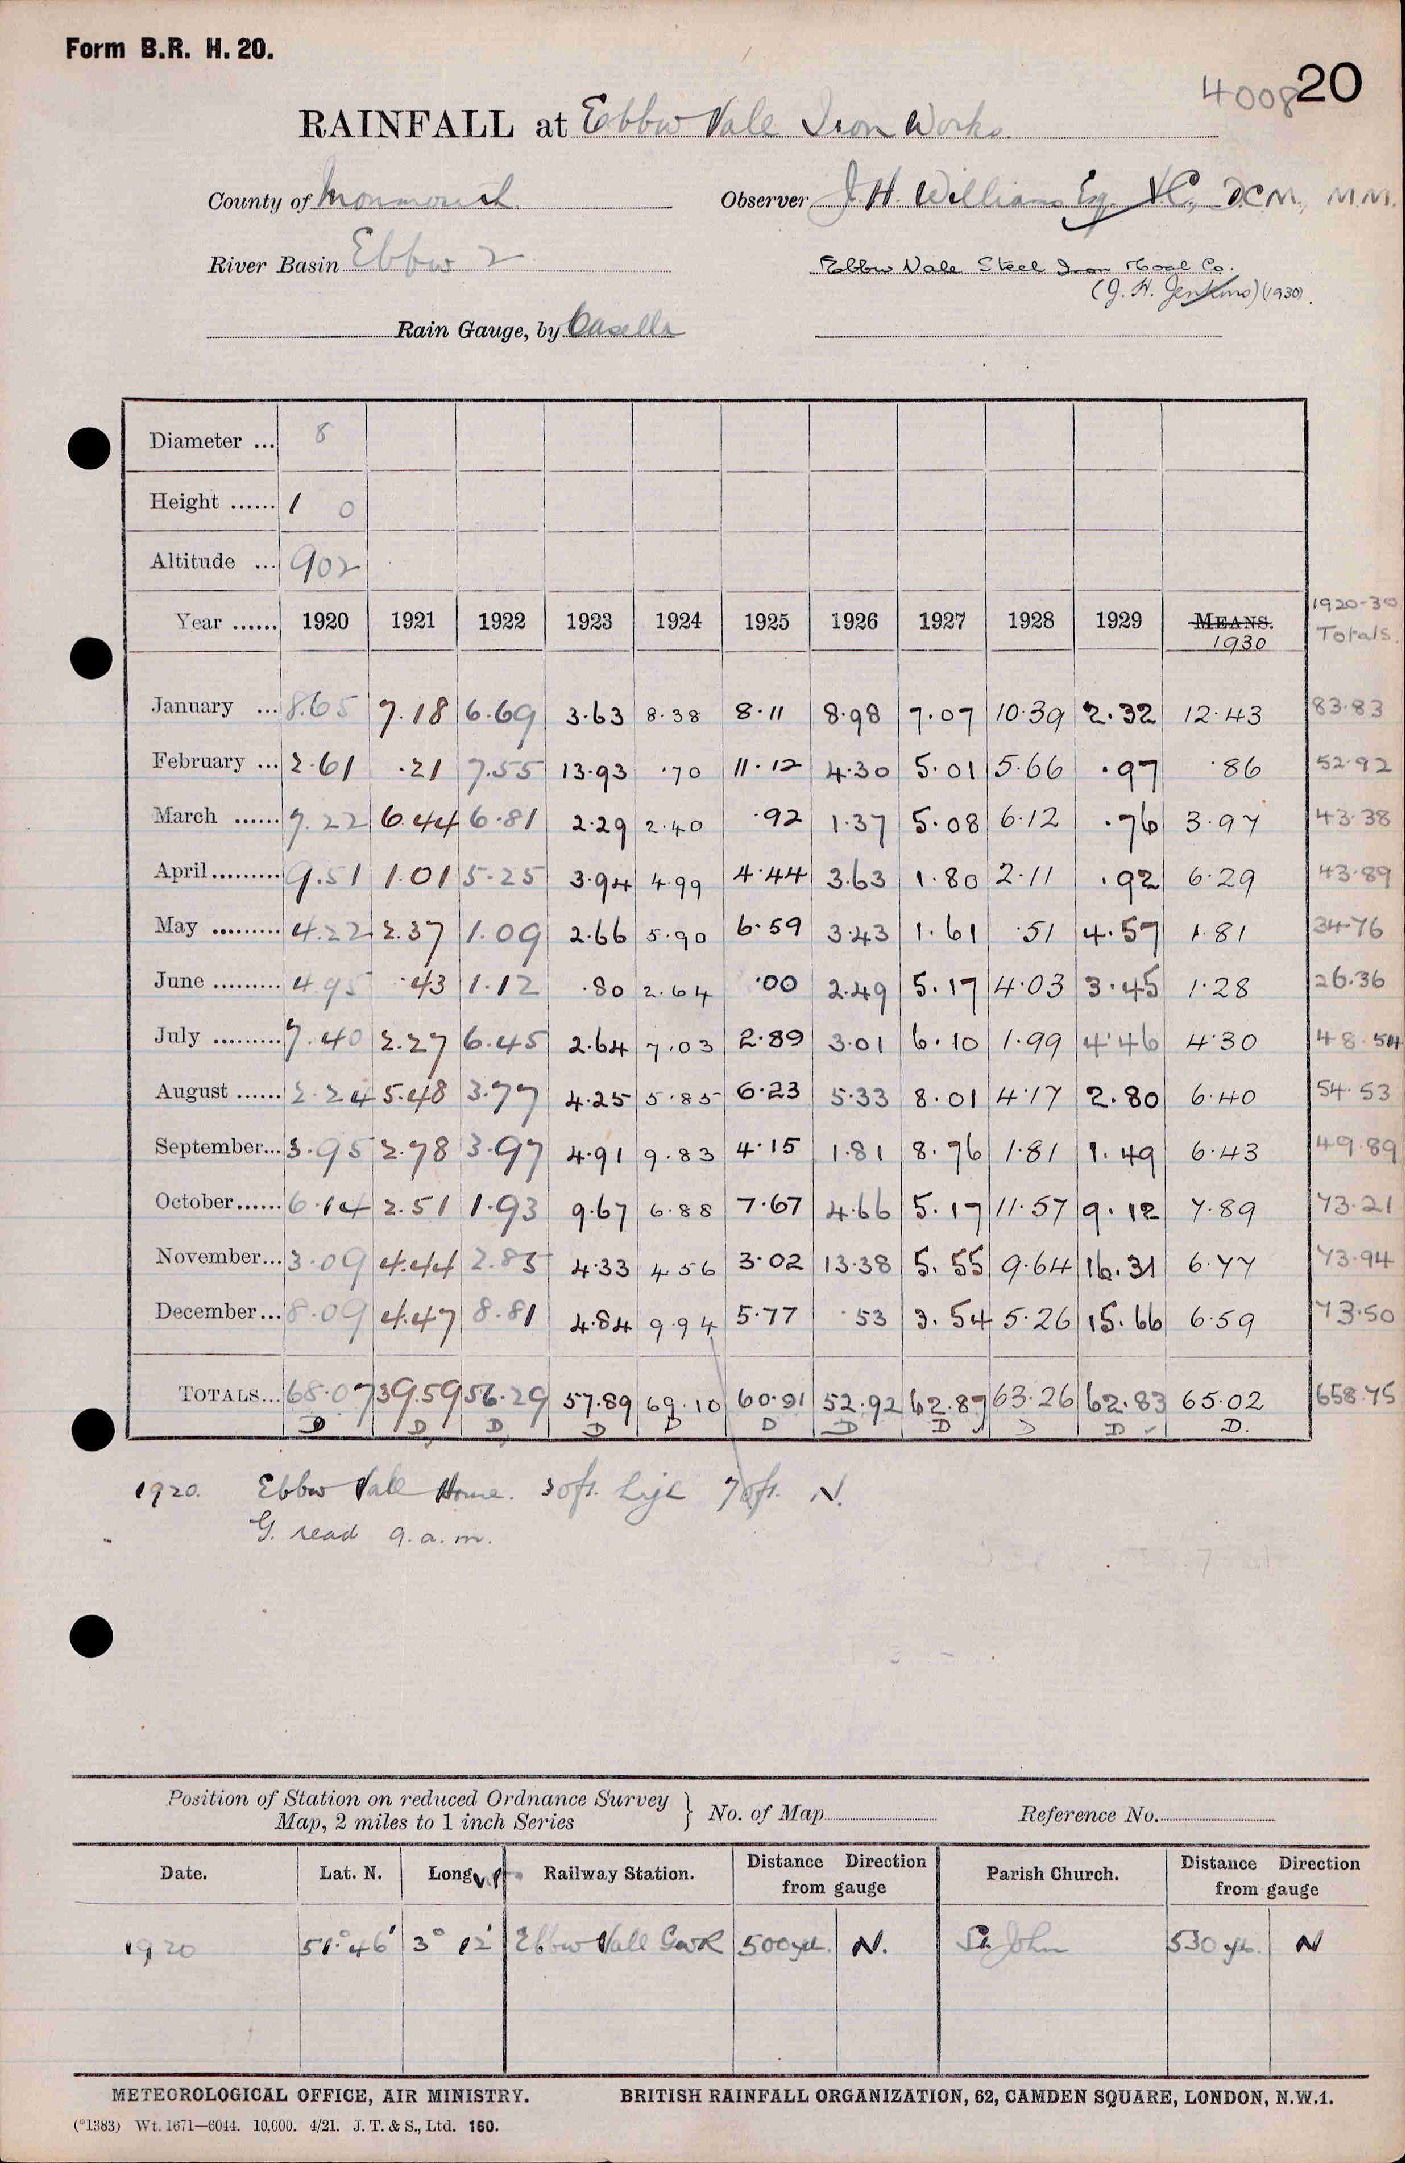 Form B.R. H. 20.
4008 20
RAINFALL at Ebbw Vale Iron Works.
County of Monmouth Observer J. H. Williams Esq. VC, DCM, M.M.
River Basin Ebbw 2 Ebbw Vale Steel Iron & Coal Co.
(J. H. Jenkins) (1930).
Rain Gauge, by Casella
Diameter ... 8
Height ...... 1 0
Altitude ... 902
1920-30
Year ...... 1920 1921 1922 1923 1924 1925 1926 1927 1928 1929 MEANS. 1930 Totals.
January ... 8.65 7.18 6.69 3.63 8.38 8.11 8.98 7.07 10.39 2.32 12.43 83.83
February ... 2.61 .21 7.55 13.93 .70 11.12 4.30 5.01 5.66 .97 .86 52.92
March ...... 7.22 6.44 6.81 2.29 2.40 .92 1.37 5.08 6.12 .76 3.97 43.38
April ......... 9.51 1.01 5.25 3.94 4.99 4.44 3.63 1.80 2.11 .92 6.29 43.89
May ......... 4.22 2.37 1.09 2.66 5.90 6.59 3.43 1.61 .51 4.57 1.81 34.76
June ......... 4.95 .43 1.12 .80 2.64 .00 2.49 5.17 4.03 3.45 1.28 26.36
July ......... 7.40 2.27 6.45 2.64 7.03 2.89 3.01 6.10 1.99 4.46 4.30 48.54
August ...... 2.24 5.48 3.77 4.25 5.85 6.23 5.33 8.01 4.17 2.80 6.40 54.53
September... 3.95 2.78 3.97 4.91 9.83 4.15 1.81 8.76 1.81 1.49 6.43 49.89
October...... 6.14 2.51 1.93 9.67 6.88 7.67 4.66 5.17 11.57 9.12 7.89 73.21
November... 3.09 4.44 2.85 4.33 4.56 3.02 13.38 5.55 9.64 16.31 6.77 73.94
December... 8.09 4.47 8.81 4.84 9.94 5.77 .53 3.54 5.26 15.66 6.59 73.50
TOTALS... 68.07 39.59 56.29 57.89 69.10 60.91 52.92 62.87 63.26 62.83 65.02 658.75
D D, D, D D D D D D D D.
1920. Ebbw Vale House. 30ft. high 70ft. N.
G. read 9. a. m.
Position of Station on reduced Ordnance Survey Map, 2 miles to 1 inch Series } No. of Map Reference No.
Date. Lat. N. Long. W. Railway Station. Distance Direction from gauge Parish Church. Distance Direction from gauge
1920 51° 46' 3° 12' Ebbw Vale GWR 500 yd. N. St. John 530 yd. N
METEOROLOGICAL OFFICE, AIR MINISTRY. BRITISH RAINFALL ORGANIZATION, 62, CAMDEN SQUARE, LONDON, N.W.1.
(*1383) Wt. 1671—6044. 10,000. 4/21. J. T. & S., Ltd. 160.